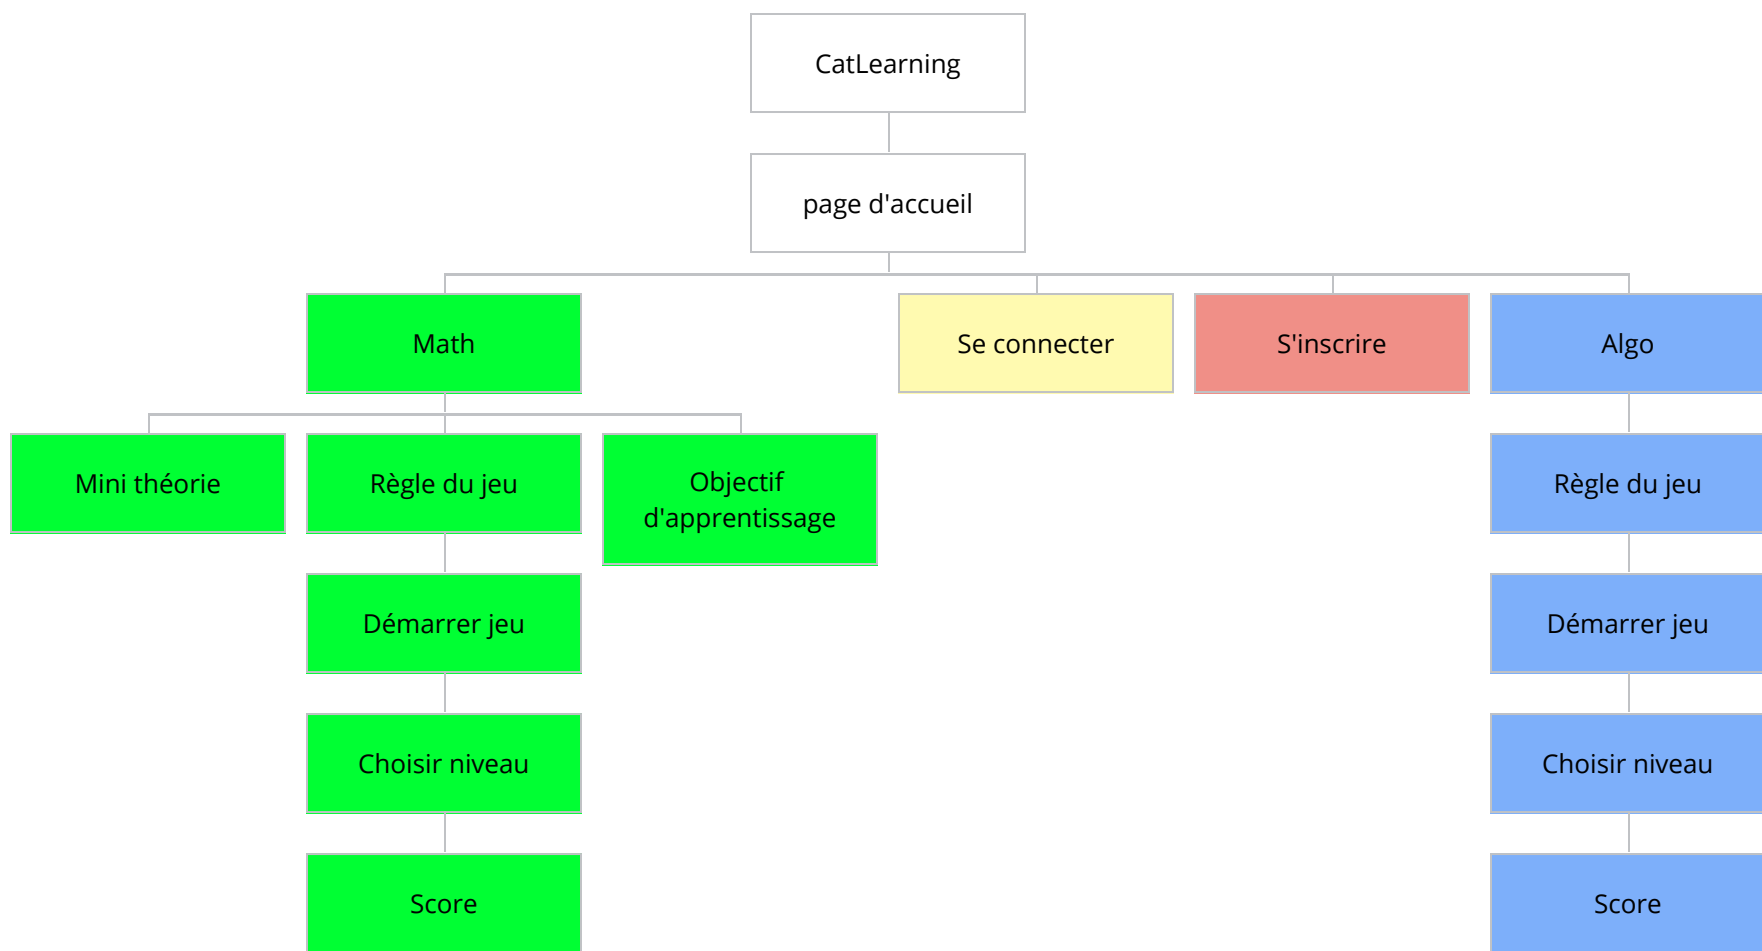 CatLearning
page d'accueil
Math
Se connecter
S'inscrire
Algo
Mini théorie
Règle du jeu
Objectif
d'apprentissage
Règle du jeu
Démarrer jeu
Démarrer jeu
Choisir niveau
Choisir niveau
Score
Score